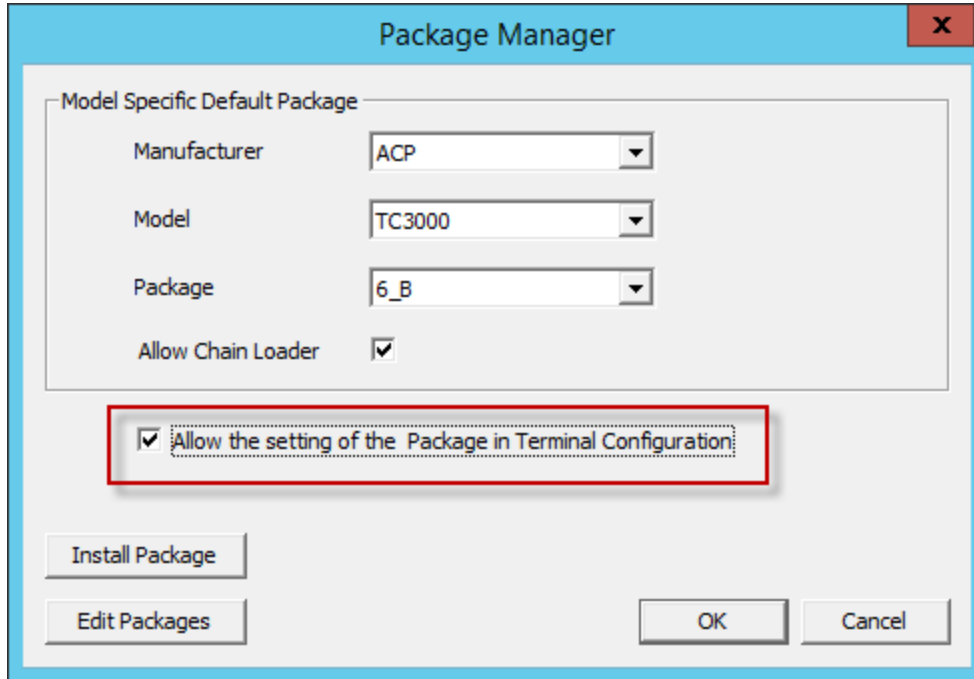 Package Manager
x
Model Specific Default Package
Manufacturer
ACP
Model
TC3000
Package
6_B
Allow Chain Loader
Allow the setting of the  Package in Terminal Configuration
Install Package
Edit Packages
OK
Cancel